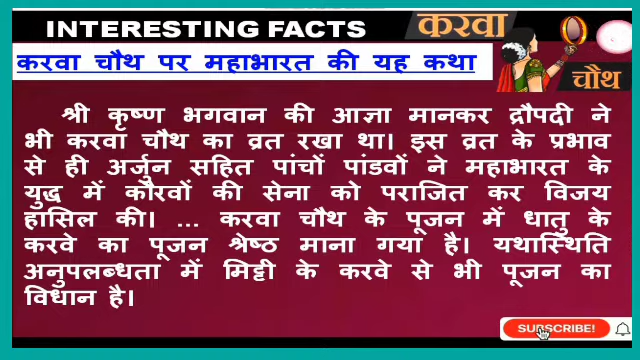 INTERESTING FACTS
करवा
चौथ
करवा चौथ पर महाभारत की यह कथा
श्री कृष्ण भगवान की आज्ञा मानकर द्रौपदी ने
भी करवा चौथ का व्रत रखा था। इस व्रत के प्रभाव
से ही अर्जुन सहित पांचों पांडवों ने महाभारत के
युद्ध में कौरवों की सेना को पराजित कर विजय
हासिल की। ... करवा चौथ के पूजन में धातु के
करवे का पूजन श्रेष्ठ माना गया है। यथास्थिति
अनुपलब्धता में मिट्टी के करवे से भी पूजन का
विधान है।
SUBSCRIBE!